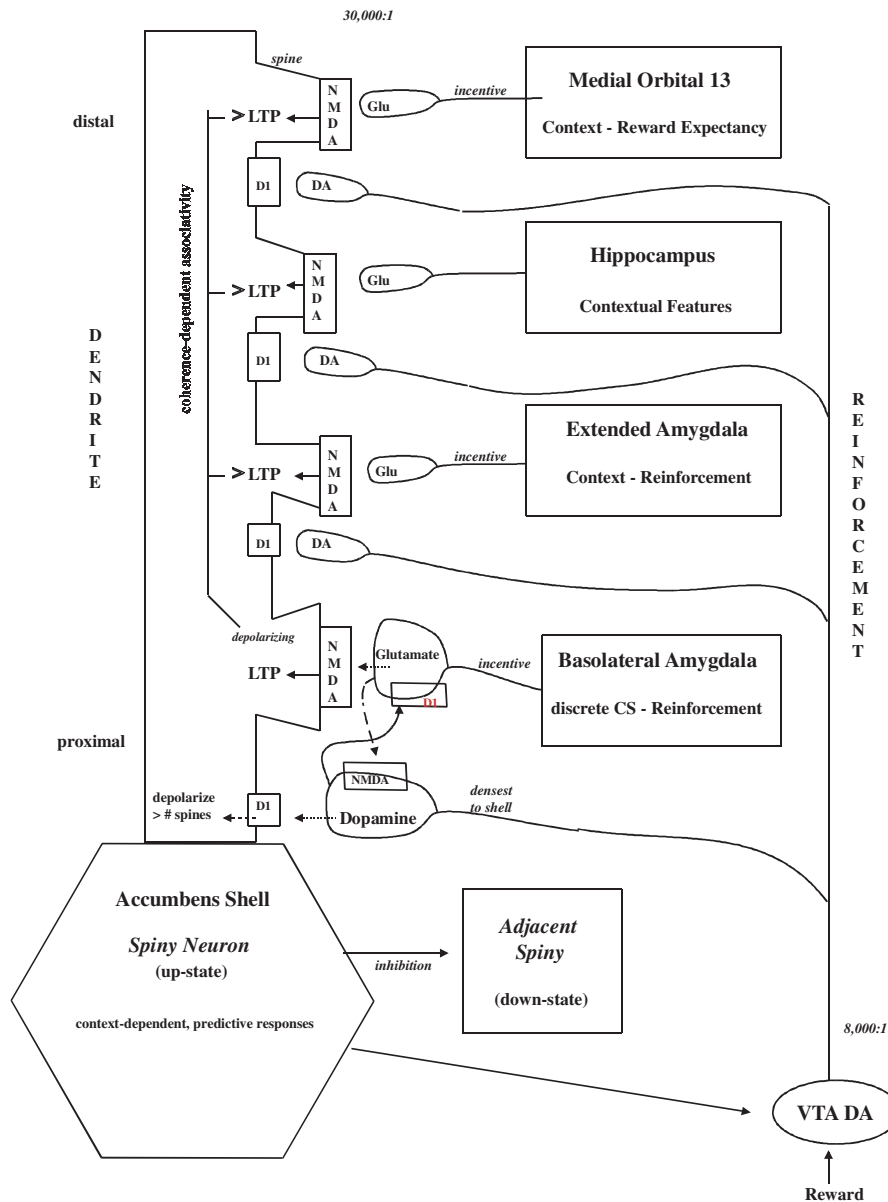 30,000:1
spine
distal
> LTP
N
M
D
A
Glu
incentive
Medial Orbital 13
Context - Reward Expectancy
D1
DA
coherence-dependent associativity
> LTP
N
M
D
A
Glu
Hippocampus
Contextual Features
D1
DA
D
E
N
D
R
I
T
E
R
E
I
N
F
O
R
C
E
M
E
N
T
> LTP
N
M
D
A
Glu
incentive
Extended Amygdala
Context - Reinforcement
D1
DA
depolarizing
LTP
N
M
D
A
Glutamate
D1
incentive
Basolateral Amygdala
discrete CS - Reinforcement
proximal
NMDA
Dopamine
densest
to shell
depolarize
> # spines
D1
Accumbens Shell
Spiny Neuron
(up-state)
context-dependent, predictive responses
inhibition
Adjacent
Spiny
(down-state)
8,000:1
VTA DA
Reward